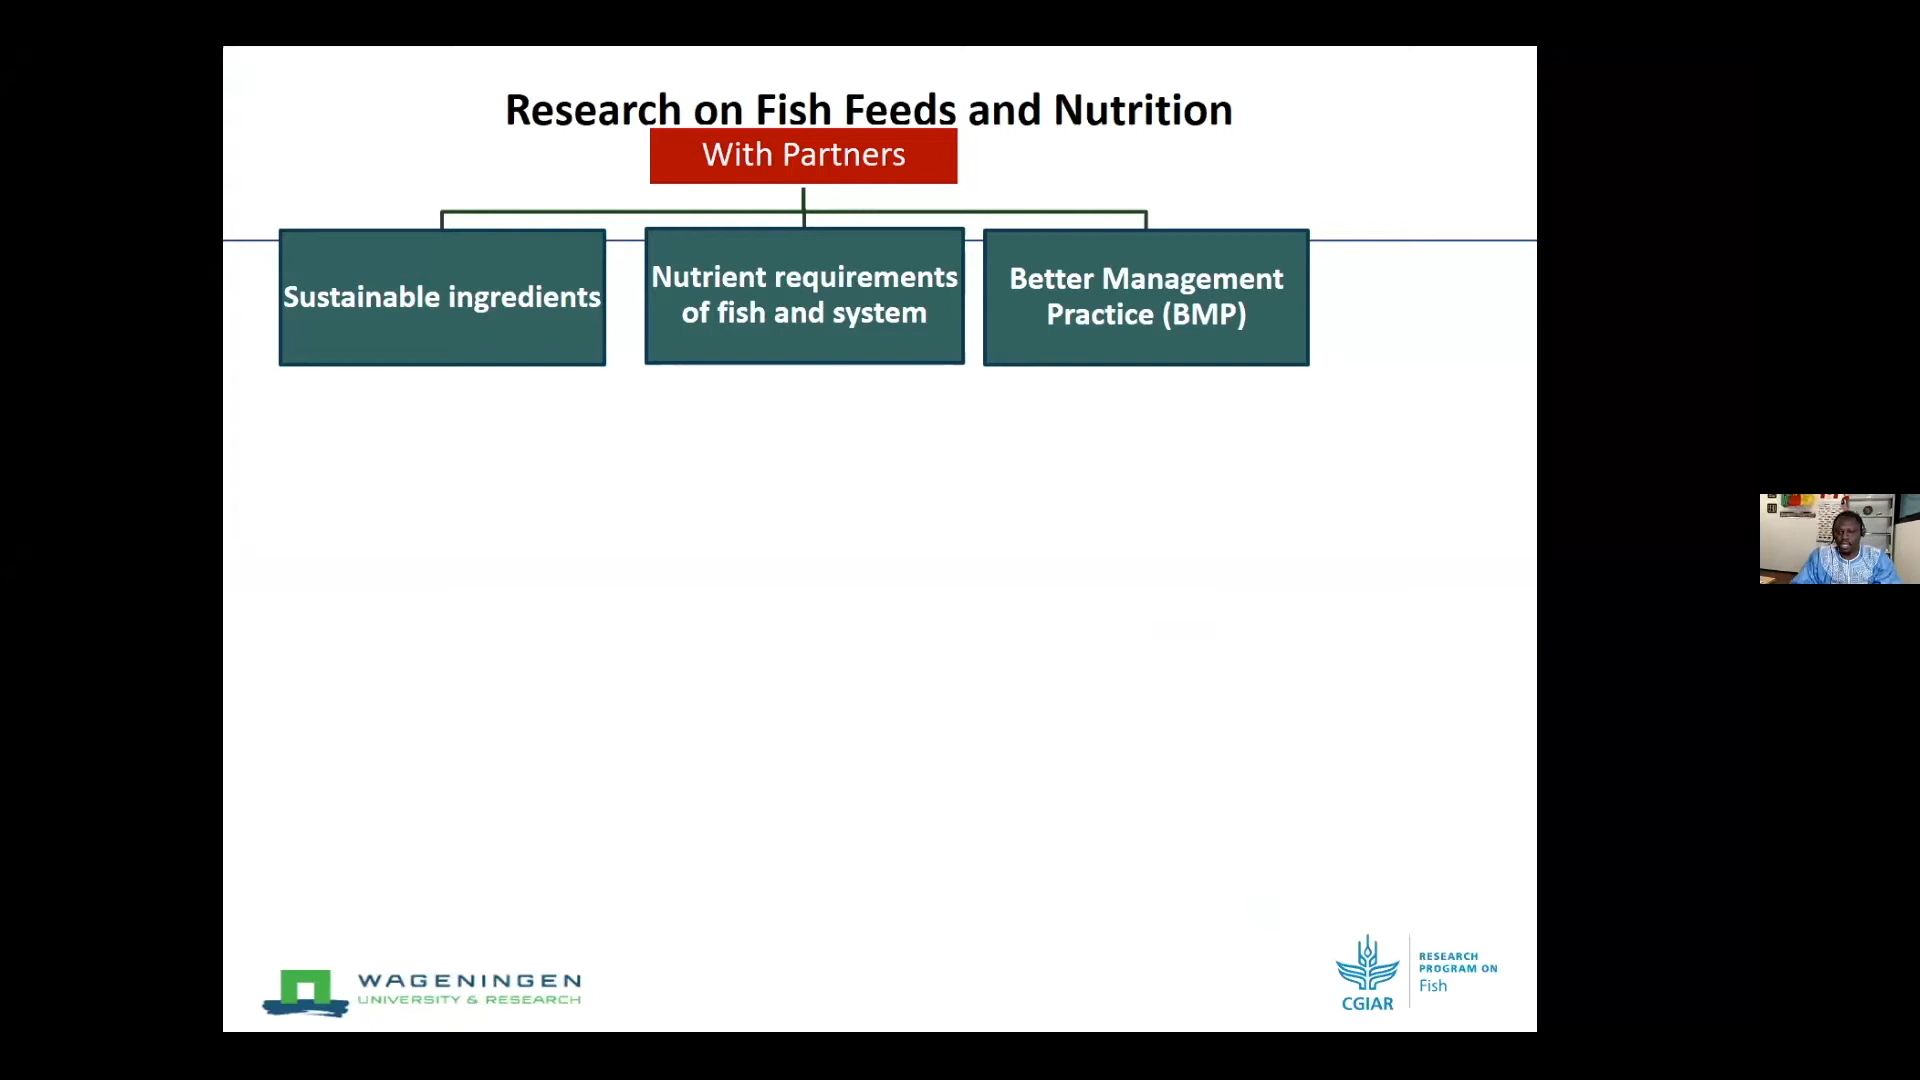 Research on Fish Feeds and Nutrition
With Partners
Sustainable ingredients
Nutrient requirements
of fish and system
Better Management
Practice (BMP)
WAGENINGEN
UNIVERSITY & RESEARCH
CGIAR
RESEARCH
PROGRAM ON
Fish